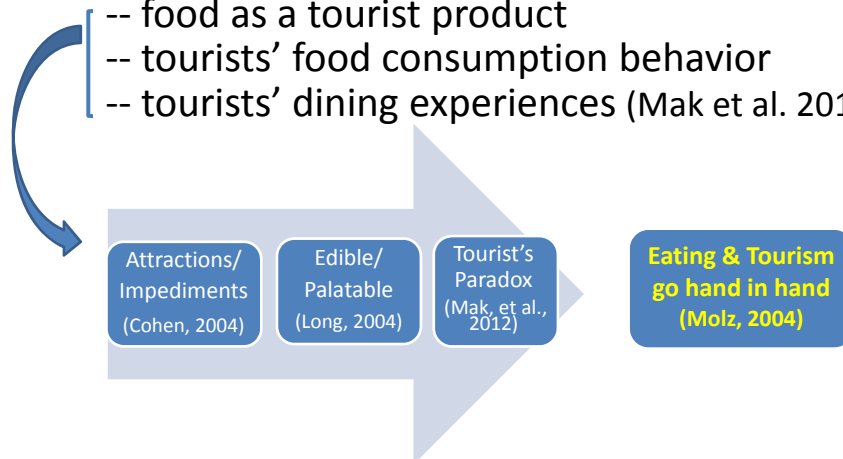 -- food as a tourist product
-- tourists' food consumption behavior
-- tourists' dining experiences (Mak et al. 201
Attractions/
Impediments
(Cohen, 2004)
Edible/
Palatable
(Long, 2004)
Tourist's
Paradox
(Mak, et al.,
2012)
Eating & Tourism
go hand in hand
(Molz, 2004)